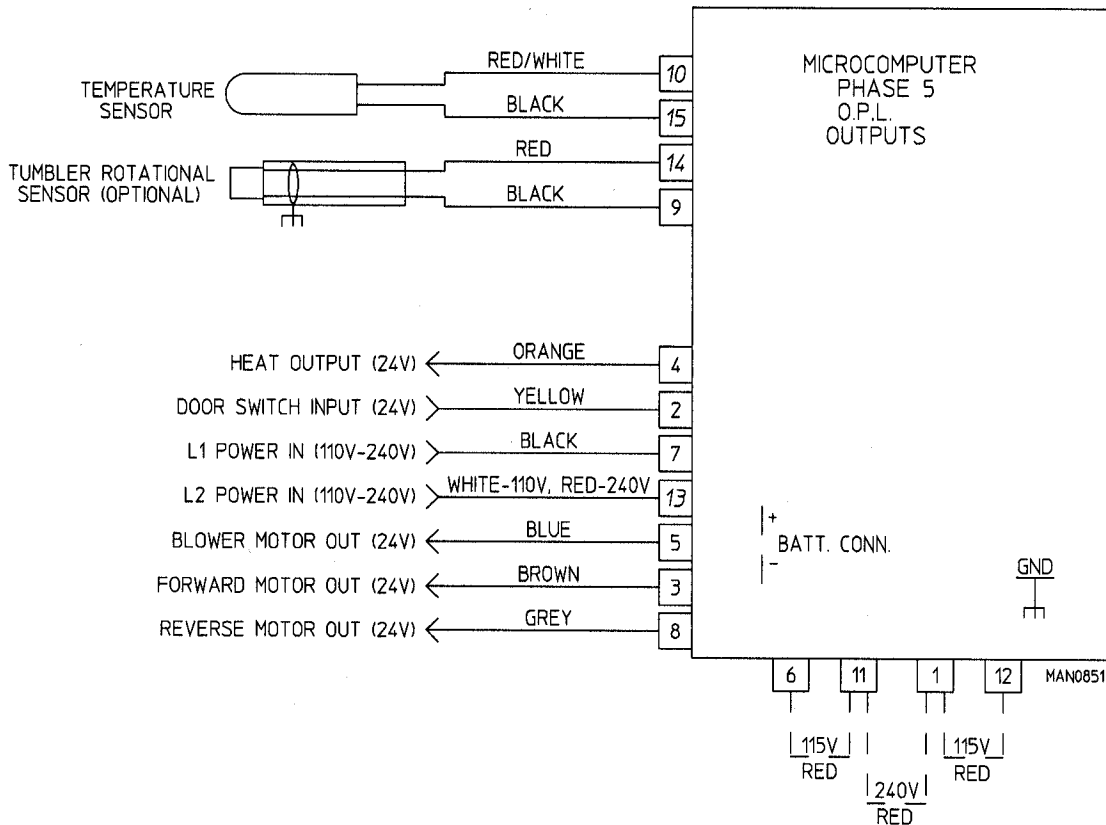 MICROCOMPUTER
PHASE 5
O.P.L.
OUTPUTS
TEMPERATURE
SENSOR
RED/WHITE
10
BLACK
15
TUMBLER ROTATIONAL
SENSOR (OPTIONAL)
RED
14
BLACK
9
HEAT OUTPUT (24V)
ORANGE
4
DOOR SWITCH INPUT (24V)
YELLOW
2
L1 POWER IN (110V-240V)
BLACK
7
L2 POWER IN (110V-240V)
WHITE-110V, RED-240V
13
BLOWER MOTOR OUT (24V)
BLUE
5
FORWARD MOTOR OUT (24V)
BROWN
3
REVERSE MOTOR OUT (24V)
GREY
8
+
BATT. CONN.
-
GND
6
11
1
12
MAN0851
115V
RED
115V
RED
240V
RED